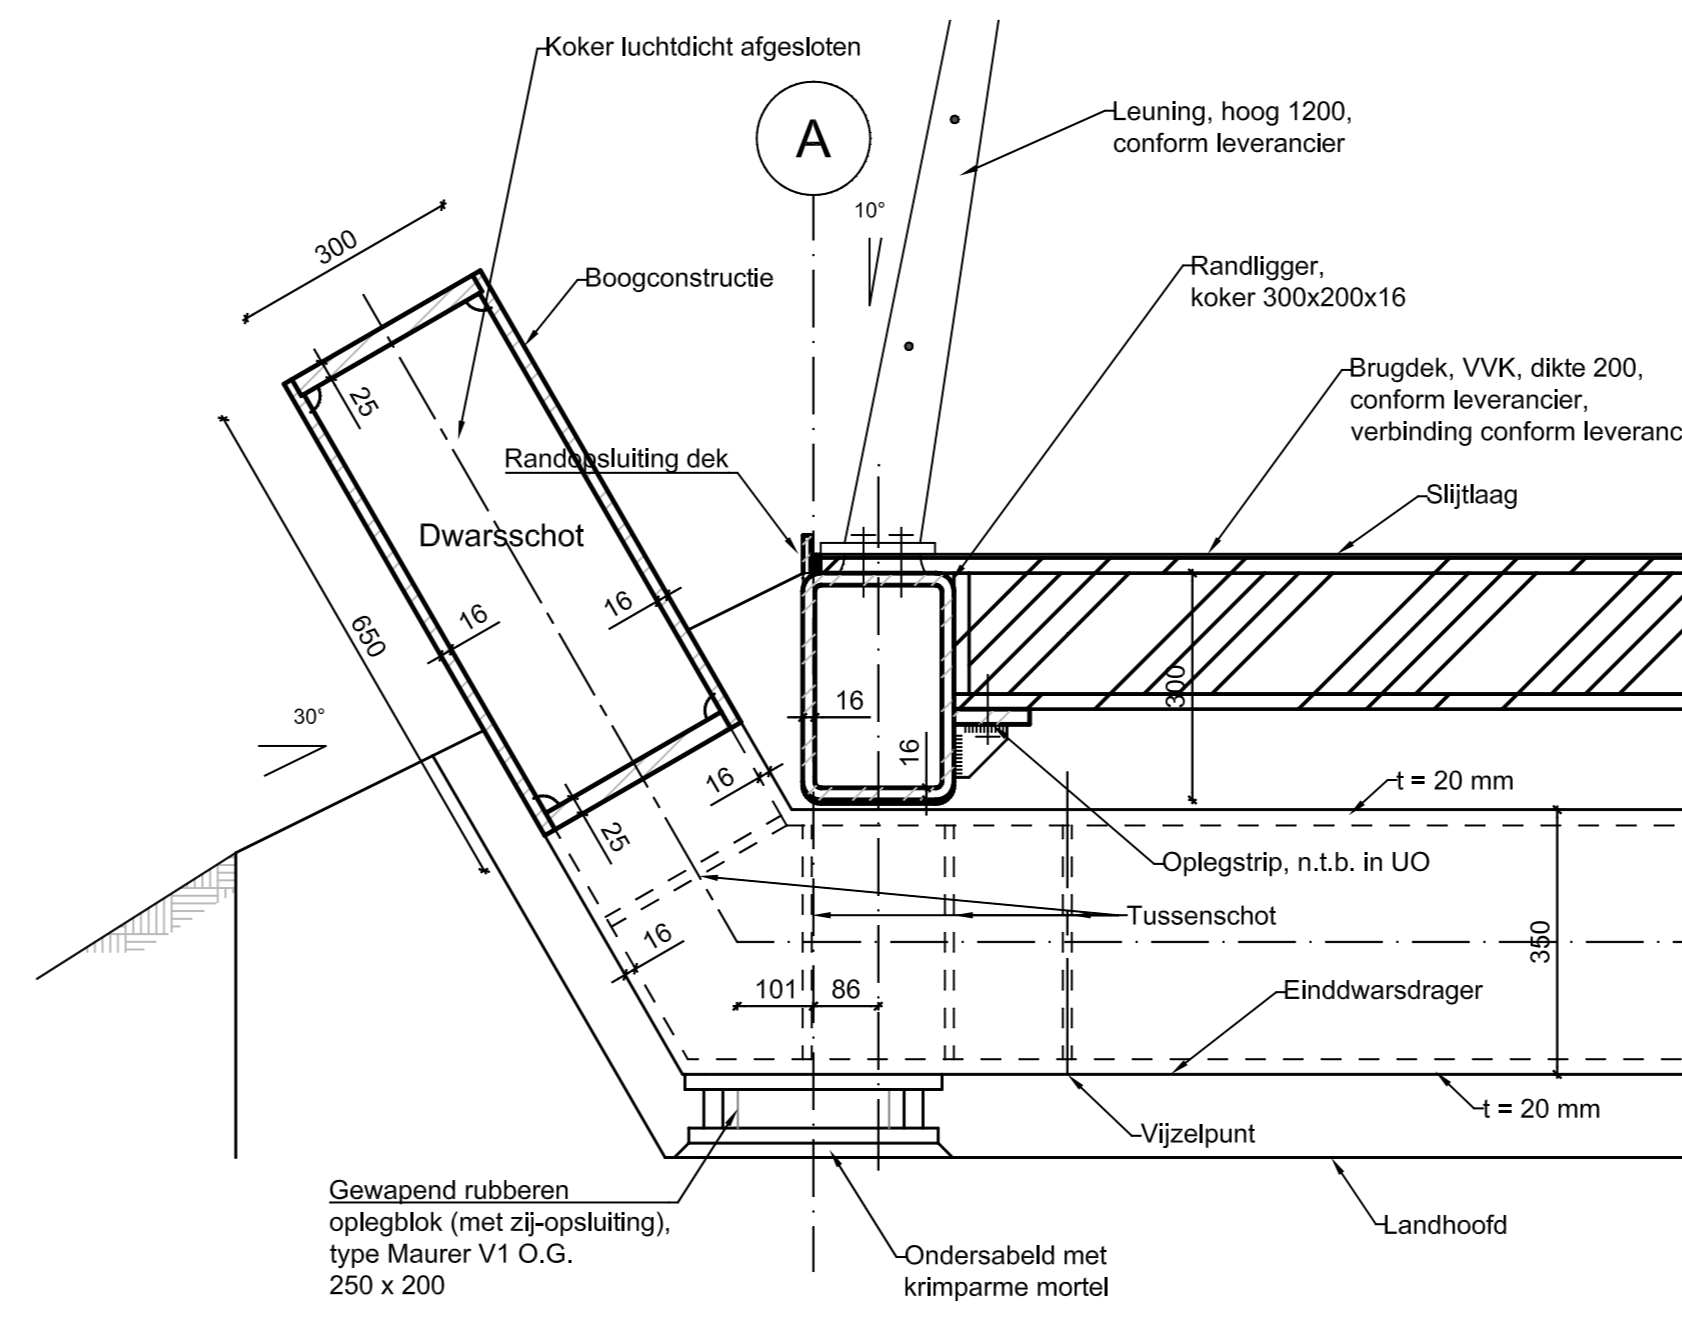 Koker luchtdicht afgesloten
A
Leuning, hoog 1200,
conform leverancier
10°
300
Boogconstructie
Randligger,
koker 300x200x16
Brugdek, VVK, dikte 200,
conform leverancier,
verbinding conform leveranc
25
Randopsluiting dek
Slijtlaag
Dwarsschot
16
16
650
300
16
30°
16
16
t = 20 mm
25
Oplegstrip, n.t.b. in UO
Tussenschot
16
350
101
86
Einddwarsdrager
t = 20 mm
Vijzelpunt
Gewapend rubberen
oplegblok (met zij-opsluiting),
type Maurer V1 O.G.
250 x 200
Landhoofd
Ondersabeld met
krimparme mortel